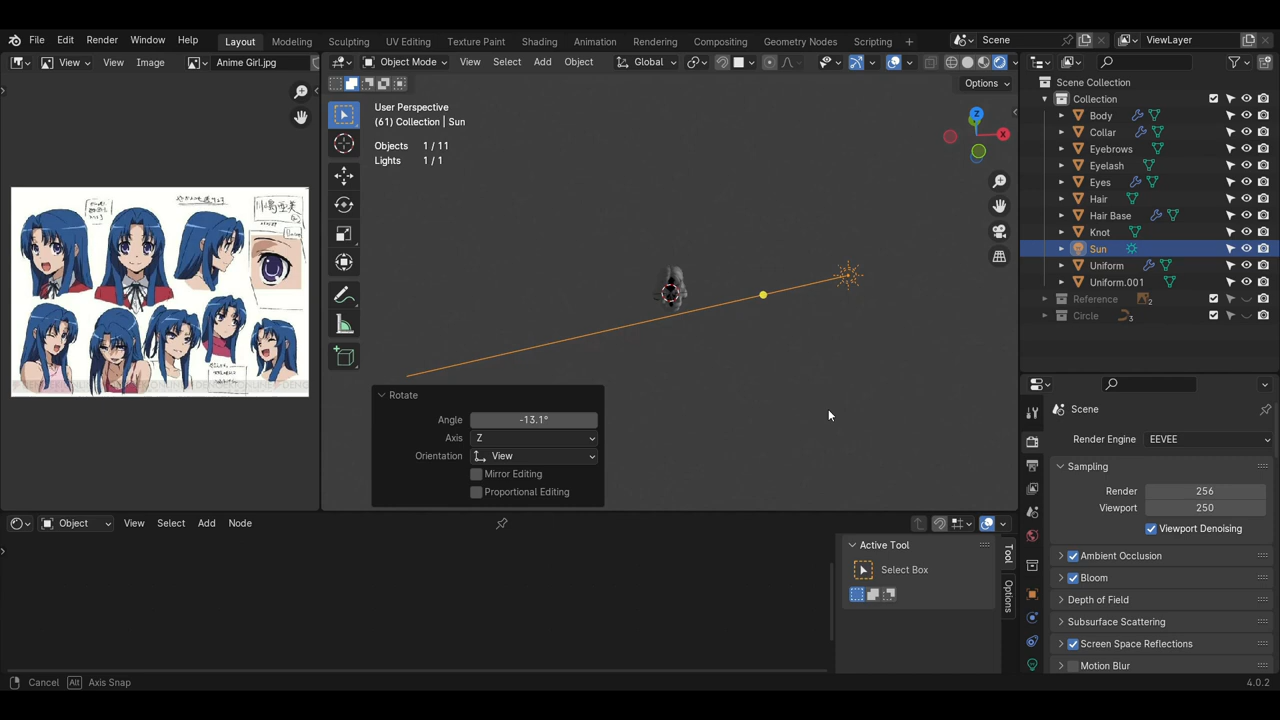 File Edit Render Window Help
Layout Modeling Sculpting UV Editing Texture Paint Shading Animation Rendering Compositing Geometry Nodes Scripting +
Scene
ViewLayer
View View Image Anime Girl.jpg
Object Mode View Select Add Object Global
Options
User Perspective
(61) Collection | Sun
Objects 1 / 11
Lights 1 / 1
Z
X
Rotate
Angle -13.1°
Axis Z
Orientation View
Mirror Editing
Proportional Editing
Scene Collection
Collection
Body
Collar
Eyebrows
Eyelash
Eyes
Hair
Hair Base
Knot
Sun
Uniform
Uniform.001
Reference 2
Circle 3
Scene
Render Engine EEVEE
Sampling
Render 256
Viewport 250
Viewport Denoising
Ambient Occlusion
Bloom
Depth of Field
Subsurface Scattering
Screen Space Reflections
Motion Blur
Object View Select Add Node
Active Tool
Select Box
Tool
Options
Cancel Alt Axis Snap
4.0.2